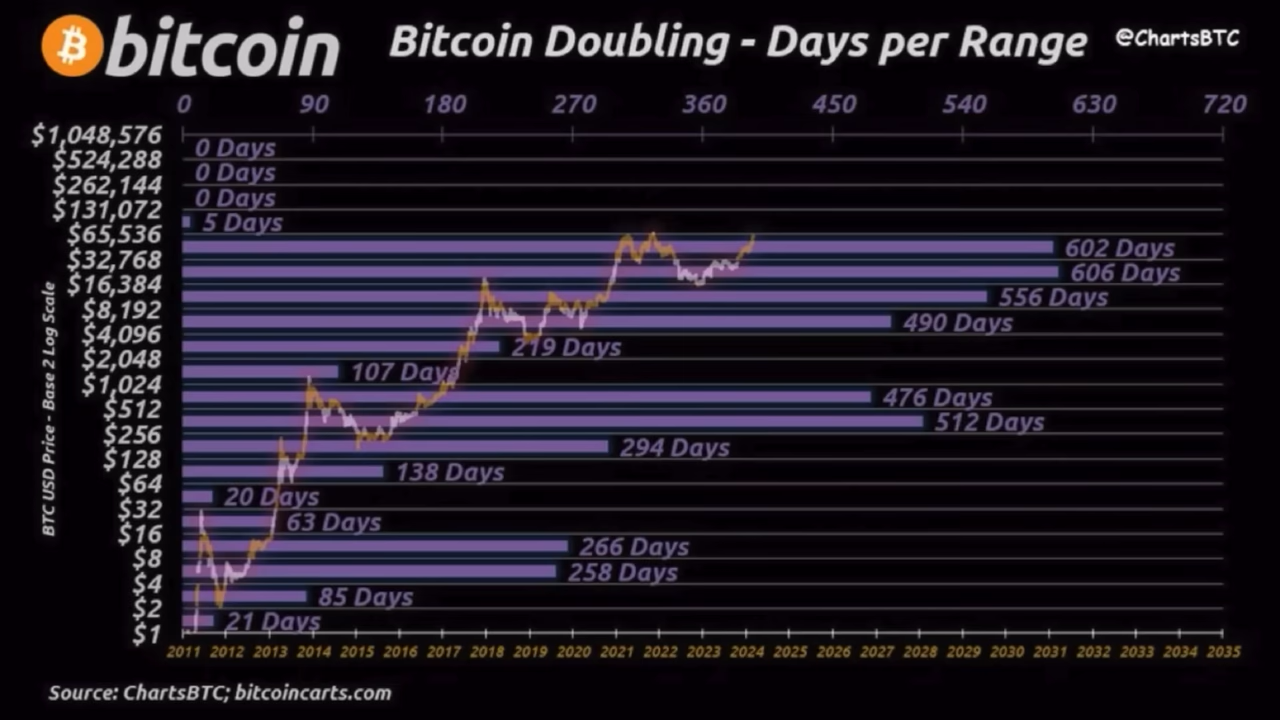 bitcoin
Bitcoin Doubling - Days per Range
@ChartsBTC
0 90 180 270 360 450 540 630 720
$1,048,576
0 Days
$524,288
0 Days
$262,144
0 Days
$131,072
5 Days
$65,536
602 Days
$32,768
606 Days
$16,384
556 Days
$8,192
490 Days
$4,096
219 Days
$2,048
107 Days
$1,024
476 Days
$512
512 Days
$256
294 Days
$128
138 Days
$64
20 Days
$32
63 Days
$16
266 Days
$8
258 Days
$4
85 Days
$2
21 Days
$1
BTC USD Price - Base 2 Log Scale
2011 2012 2013 2014 2015 2016 2017 2018 2019 2020 2021 2022 2023 2024 2025 2026 2027 2028 2029 2030 2031 2032 2033 2034 2035
Source: ChartsBTC; bitcoincarts.com